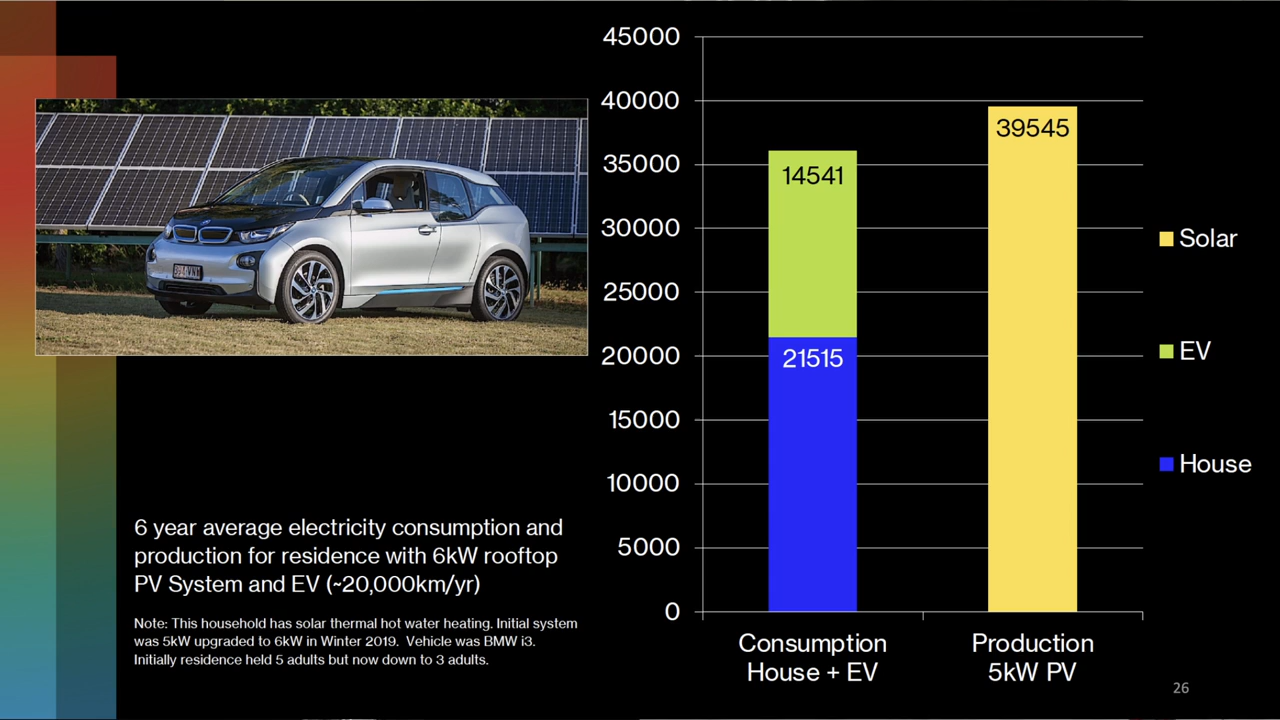 45000
40000
35000
30000
25000
20000
15000
10000
5000
0
14541
21515
39545
Consumption
House + EV
Production
5kW PV
Solar
EV
House
6 year average electricity consumption and
production for residence with 6kW rooftop
PV System and EV (~20,000km/yr)
Note: This household has solar thermal hot water heating. Initial system
was 5kW upgraded to 6kW in Winter 2019.  Vehicle was BMW i3.
Initially residence held 5 adults but now down to 3 adults.
26